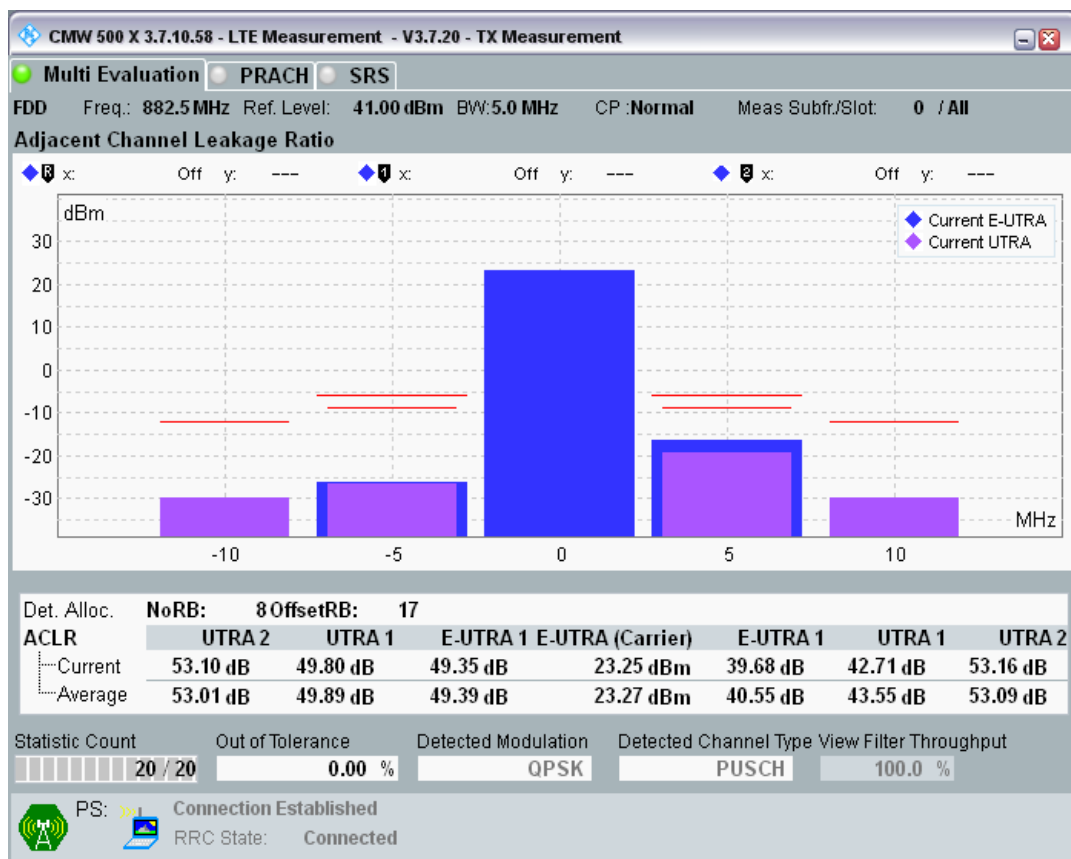 CMW 500 X 3.7.10.58 - LTE Measurement - V3.7.20 - TX Measurement
Multi Evaluation PRACH SRS
FDD Freq.: 882.5 MHz Ref. Level: 41.00 dBm BW:5.0 MHz CP :Normal Meas Subfr./Slot: 0 / All
Adjacent Channel Leakage Ratio
R x: Off y: --- 1 x: Off y: --- 2 x: Off y: ---
dBm
Current E-UTRA
Current UTRA
30
20
10
0
-10
-20
-30
MHz
-10 -5 0 5 10
Det. Alloc. NoRB: 8 OffsetRB: 17
ACLR UTRA 2 UTRA 1 E-UTRA 1 E-UTRA (Carrier) E-UTRA 1 UTRA 1 UTRA 2
Current 53.10 dB 49.80 dB 49.35 dB 23.25 dBm 39.68 dB 42.71 dB 53.16 dB
Average 53.01 dB 49.89 dB 49.39 dB 23.27 dBm 40.55 dB 43.55 dB 53.09 dB
Statistic Count Out of Tolerance Detected Modulation Detected Channel Type View Filter Throughput
20 / 20 0.00 % QPSK PUSCH 100.0 %
PS: Connection Established
RRC State: Connected